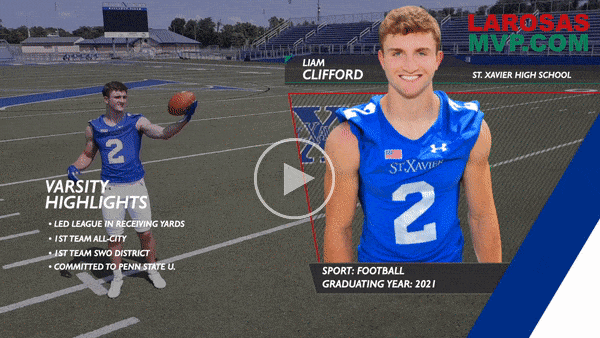 LAROSAS
MVP.COM
LIAM
CLIFFORD
ST. XAVIER HIGH SCHOOL
2
ST.XAVIER
2
VARSITY
HIGHLIGHTS
• LED LEAGUE IN RECEIVING YARDS
• 1ST TEAM ALL-CITY
• 1ST TEAM SWO DISTRICT
• COMMITTED TO PENN STATE U.
SPORT: FOOTBALL
GRADUATING YEAR: 2021